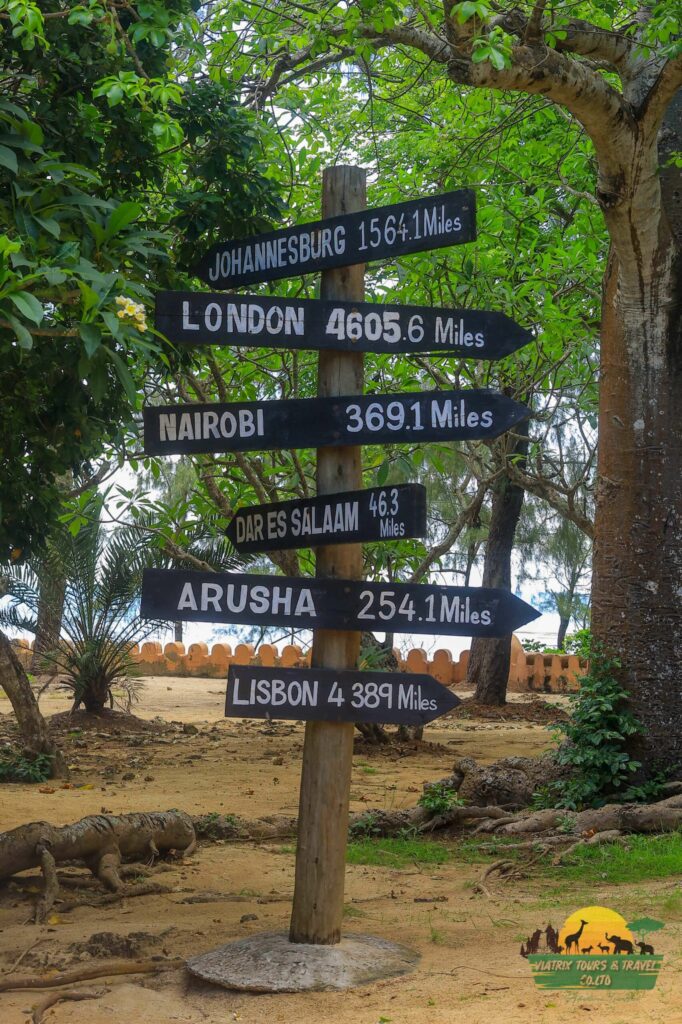 JOHANNESBURG 1564.1 Miles
LONDON 4605.6 Miles
NAIROBI 369.1 Miles
DAR ES SALAAM 46.3 Miles
ARUSHA 254.1 Miles
LISBON 4 389 Miles
VIATRIX TOURS & TRAVEL
CO.LTD